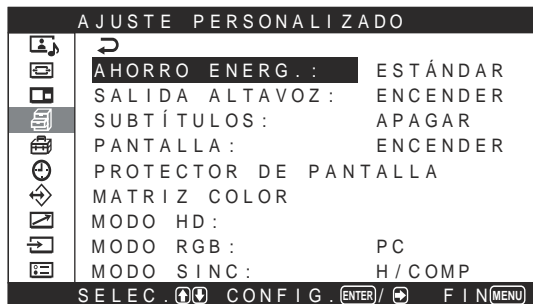 AJUSTE PERSONALIZADO
AHORRO ENERG.: ESTÁNDAR
SALIDA ALTAVOZ: ENCENDER
SUBTÍTULOS: APAGAR
PANTALLA: ENCENDER
PROTECTOR DE PANTALLA
MATRIZ COLOR
MODO HD:
MODO RGB: PC
MODO SINC: H/COMP
SELEC. CONFIG. ENTER / FIN MENU